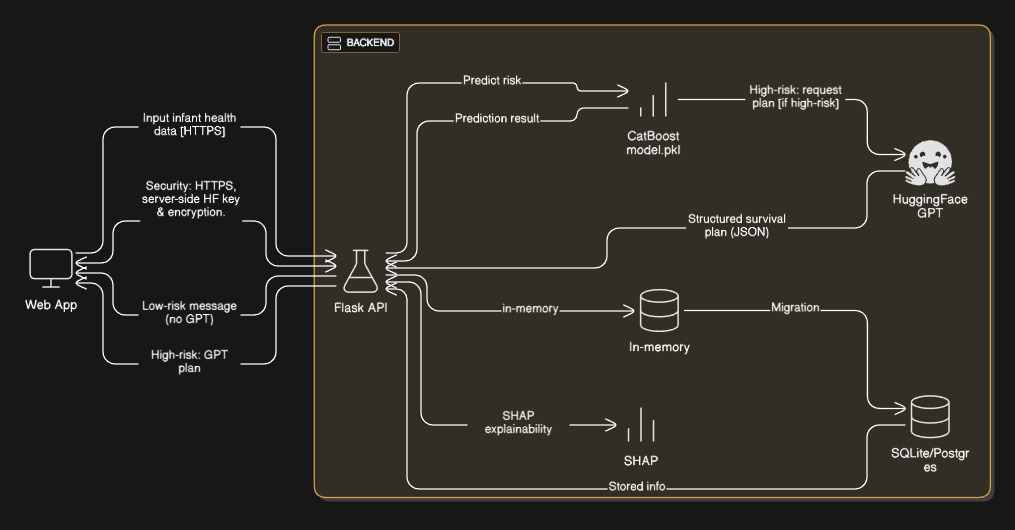 BACKEND
Predict risk
High-risk: request
plan [if high-risk]
Input infant health
data [HTTPS]
Prediction result
CatBoost
model.pkl
Security: HTTPS,
server-side HF key
& encryption.
HuggingFace
GPT
Structured survival
plan (JSON)
Web App
Flask API
Low-risk message
(no GPT)
in-memory
Migration
In-memory
High-risk: GPT
plan
SHAP
explainability
SHAP
SQLite/Postgr
es
Stored info